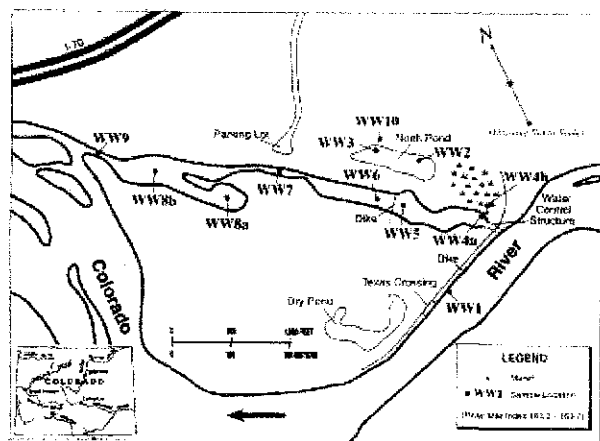 I-70
N
WW10
Parking Lot
WW3
North Pond
WW2
WW9
WW4b
WW7
WW6
Water
Control
Structure
WW8b
Dike
WW8a
WW5
WW4a
Dike
Colorado
River
Texas Crossing
Dry Pond
WW1
LEGEND
Marsh
WW1 Sample Location
COLORADO